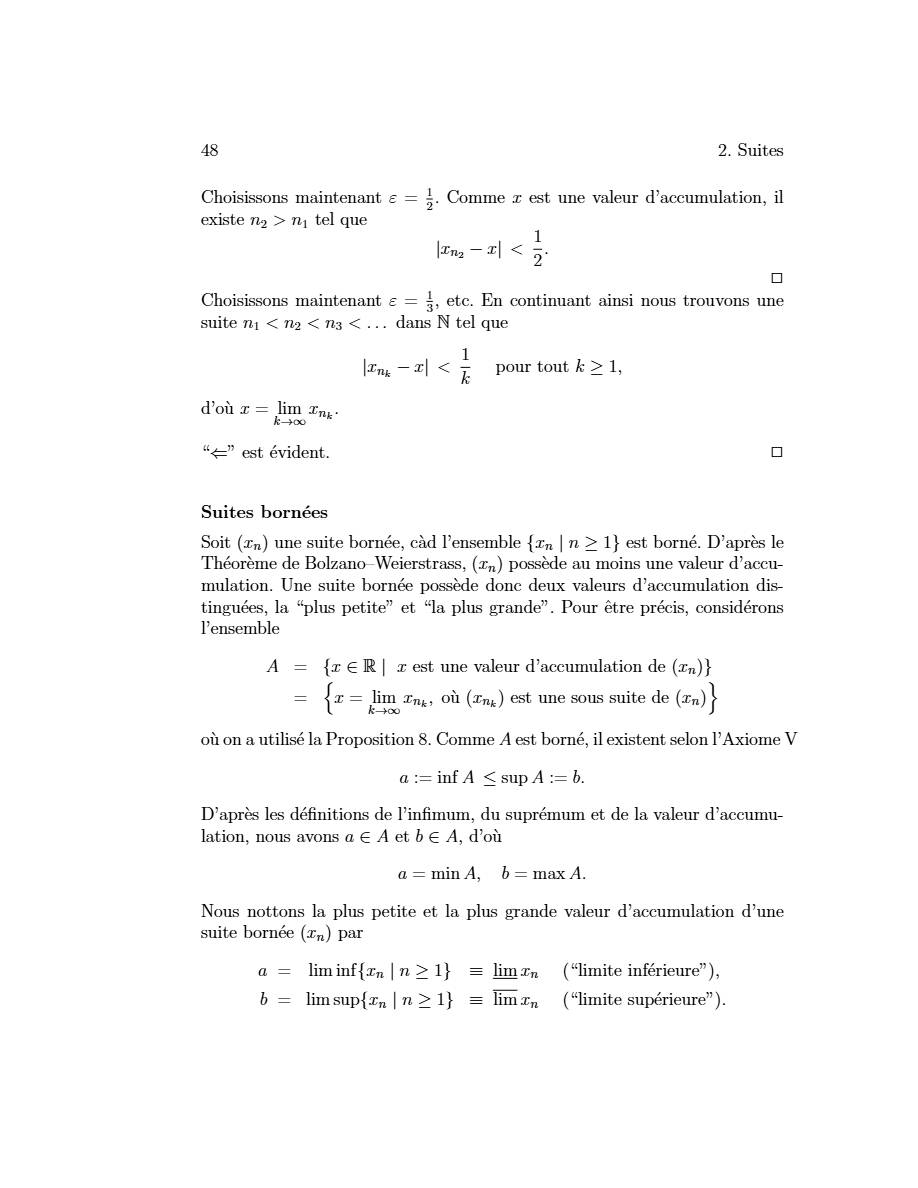 48 2. Suites
Choisissons maintenant ε = 1/2. Comme x est une valeur d'accumulation, il
existe n₂ > n₁ tel que
|xₙ₂ − x| < 1/2.
□
Choisissons maintenant ε = 1/3, etc. En continuant ainsi nous trouvons une
suite n₁ < n₂ < n₃ < ... dans ℕ tel que
|x_{n_k} − x| < 1/k pour tout k ≥ 1,
d'où x = lim_{k→∞} x_{n_k}.
“⇐” est évident. □
Suites bornées
Soit (xₙ) une suite bornée, càd l'ensemble {xₙ | n ≥ 1} est borné. D'après le
Théorème de Bolzano–Weierstrass, (xₙ) possède au moins une valeur d'accu-
mulation. Une suite bornée possède donc deux valeurs d'accumulation dis-
tinguées, la “plus petite” et “la plus grande”. Pour être précis, considérons
l'ensemble
A = {x ∈ ℝ | x est une valeur d'accumulation de (xₙ)}
= {x = lim_{k→∞} x_{n_k}, où (x_{n_k}) est une sous suite de (xₙ)}
où on a utilisé la Proposition 8. Comme A est borné, il existent selon l'Axiome V
a := inf A ≤ sup A := b.
D'après les définitions de l'infimum, du suprémum et de la valeur d'accumu-
lation, nous avons a ∈ A et b ∈ A, d'où
a = min A, b = max A.
Nous nottons la plus petite et la plus grande valeur d'accumulation d'une
suite bornée (xₙ) par
a = lim inf{xₙ | n ≥ 1} ≡ l̲i̲m̲ xₙ (“limite inférieure”),
b = lim sup{xₙ | n ≥ 1} ≡ l̅i̅m̅ xₙ (“limite supérieure”).